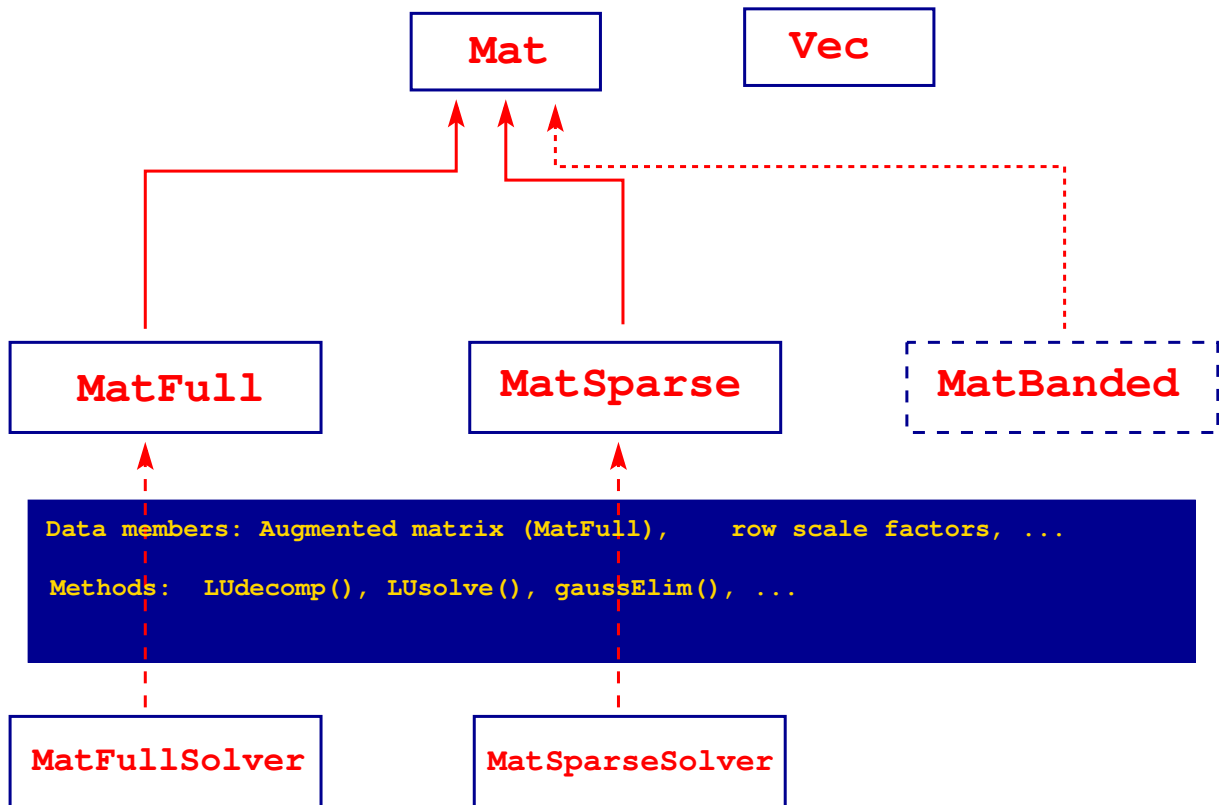 Mat
Vec
MatFull
MatSparse
MatBanded
Data members: Augmented matrix (MatFull), row scale factors, ...
Methods: LUdecomp(), LUsolve(), gaussElim(), ...
MatFullSolver
MatSparseSolver